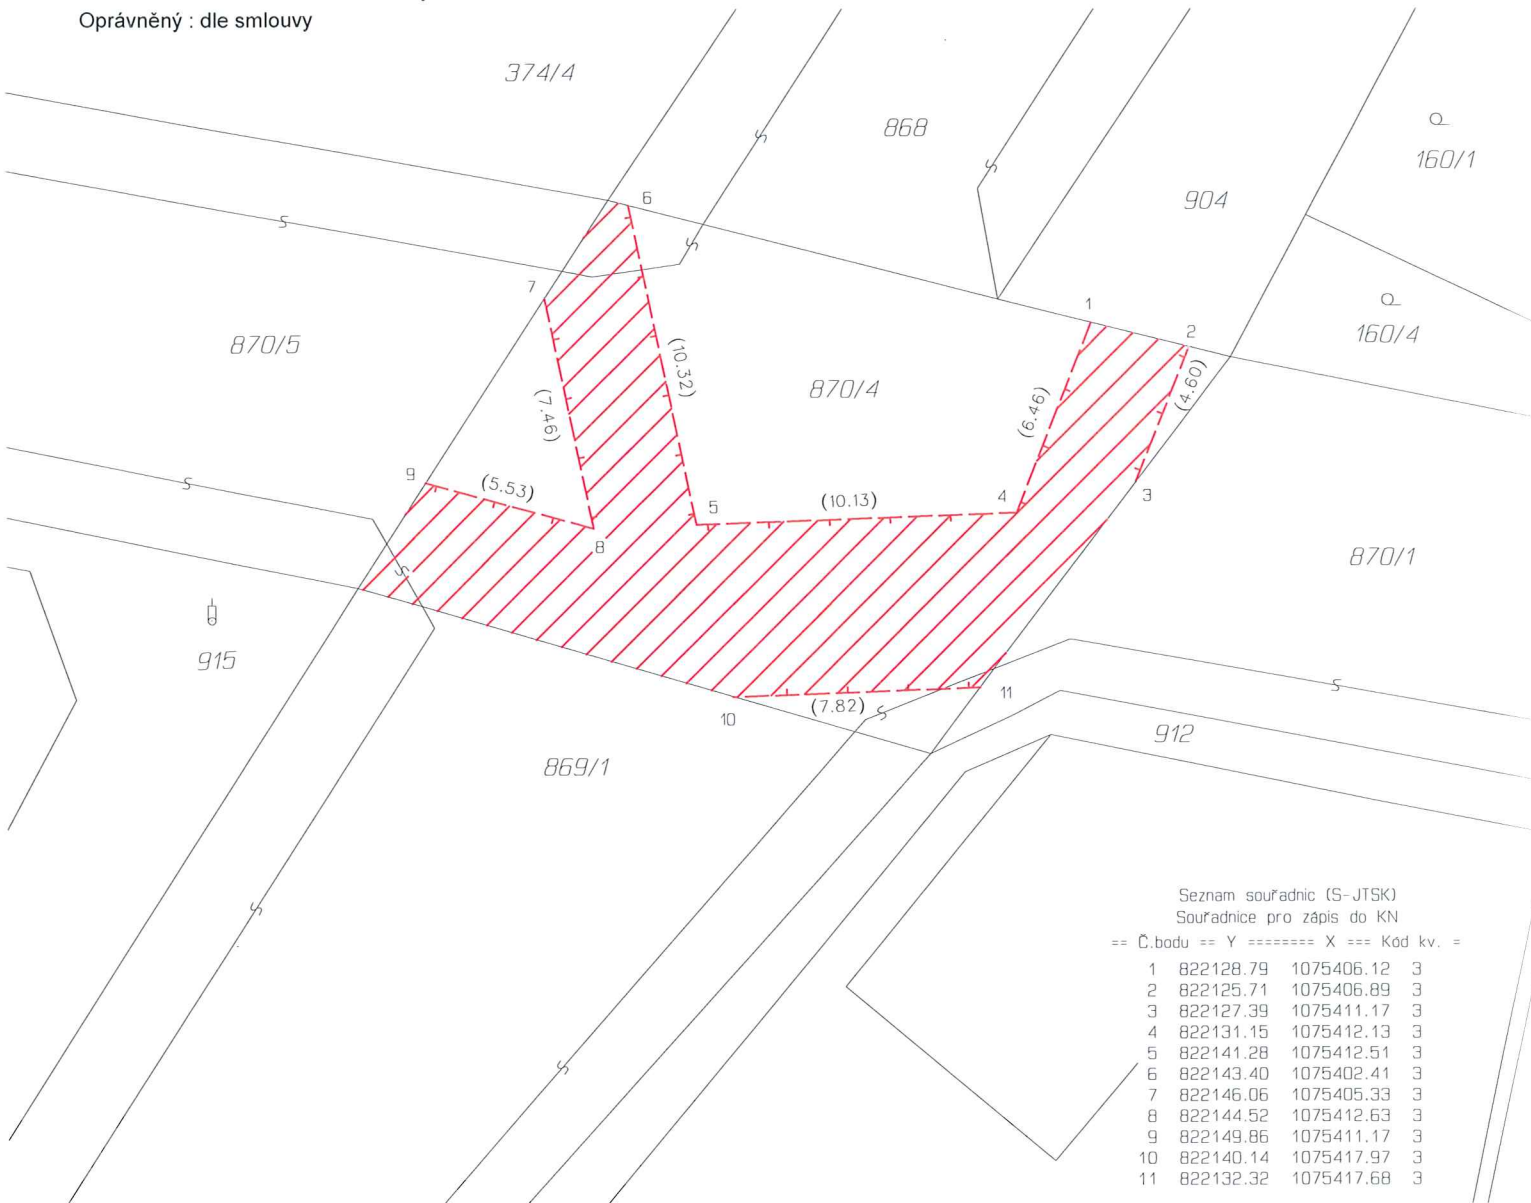 Oprávněný : dle smlouvy
374/4
868
160/1
904
6
7
1
2
160/4
870/5
870/4
(10.32)
(7.46)
(6.46)
(4.60)
9
(5.53)
5
(10.13)
4
3
8
870/1
915
10
(7.82)
11
912
869/1
Seznam souřadnic (S-JTSK)
Souřadnice pro zápis do KN
== Č.bodu == Y ======== X === Kód kv. =
1 822128.79 1075406.12 3
2 822125.71 1075406.89 3
3 822127.39 1075411.17 3
4 822131.15 1075412.13 3
5 822141.28 1075412.51 3
6 822143.40 1075402.41 3
7 822146.06 1075405.33 3
8 822144.52 1075412.63 3
9 822149.86 1075411.17 3
10 822140.14 1075417.97 3
11 822132.32 1075417.68 3